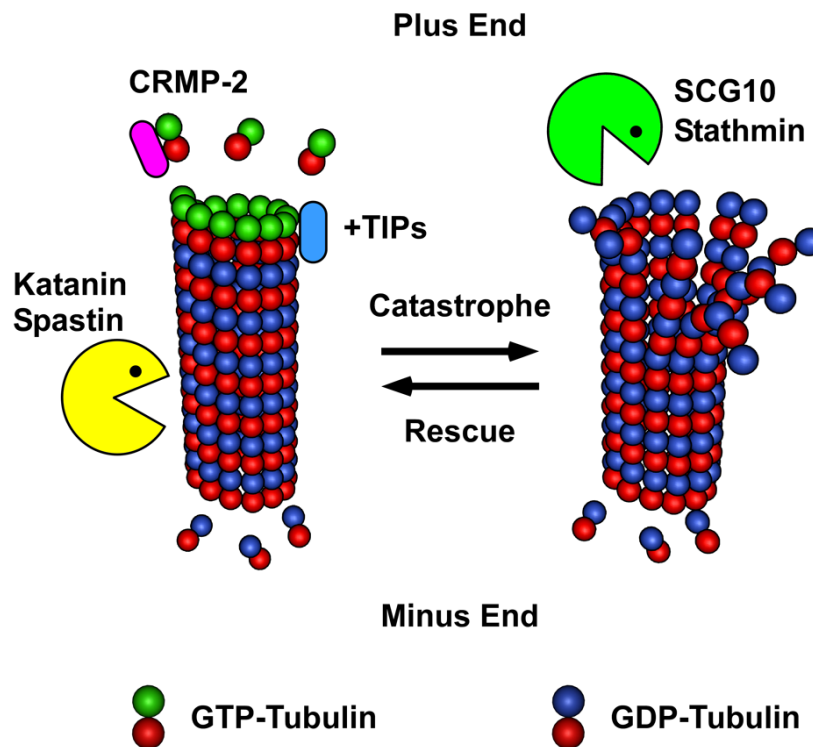 Plus End
CRMP-2
SCG10
Stathmin
+TIPs
Katanin
Spastin
Catastrophe
Rescue
Minus End
GTP-Tubulin
GDP-Tubulin